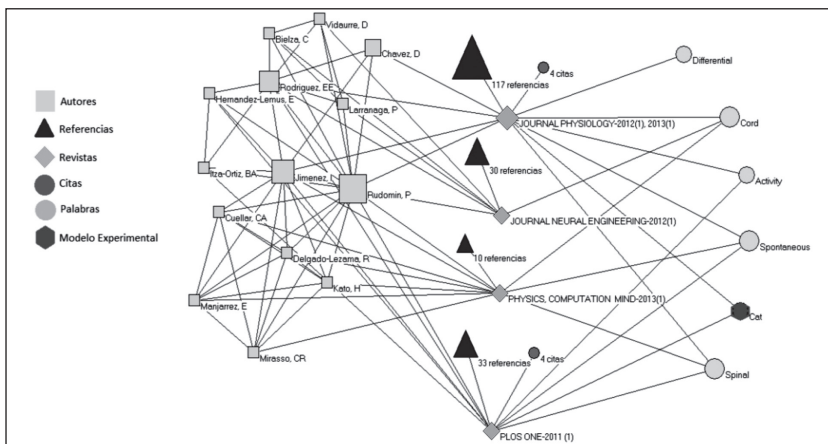 Autores
Referencias
Revistas
Citas
Palabras
Modelo Experimental
Vidaurre, D
Bielza, C
Chavez, D
Rodriguez, EE
Hernandez-Lemus, E
Larranaga, P
Itza-Ortiz, BA
Jimenez, I
Rudomin, P
Cuellar, CA
Delgado-Lezama, R
Kato, H
Manjarrez, E
Mirasso, CR
117 referencias
4 citas
JOURNAL PHYSIOLOGY-2012(1), 2013(1)
30 referencias
JOURNAL NEURAL ENGINEERING-2012(1)
10 referencias
PHYSICS, COMPUTATION MIND-2013(1)
33 referencias
4 citas
PLOS ONE-2011 (1)
Differential
Cord
Activity
Spontaneous
Cat
Spinal